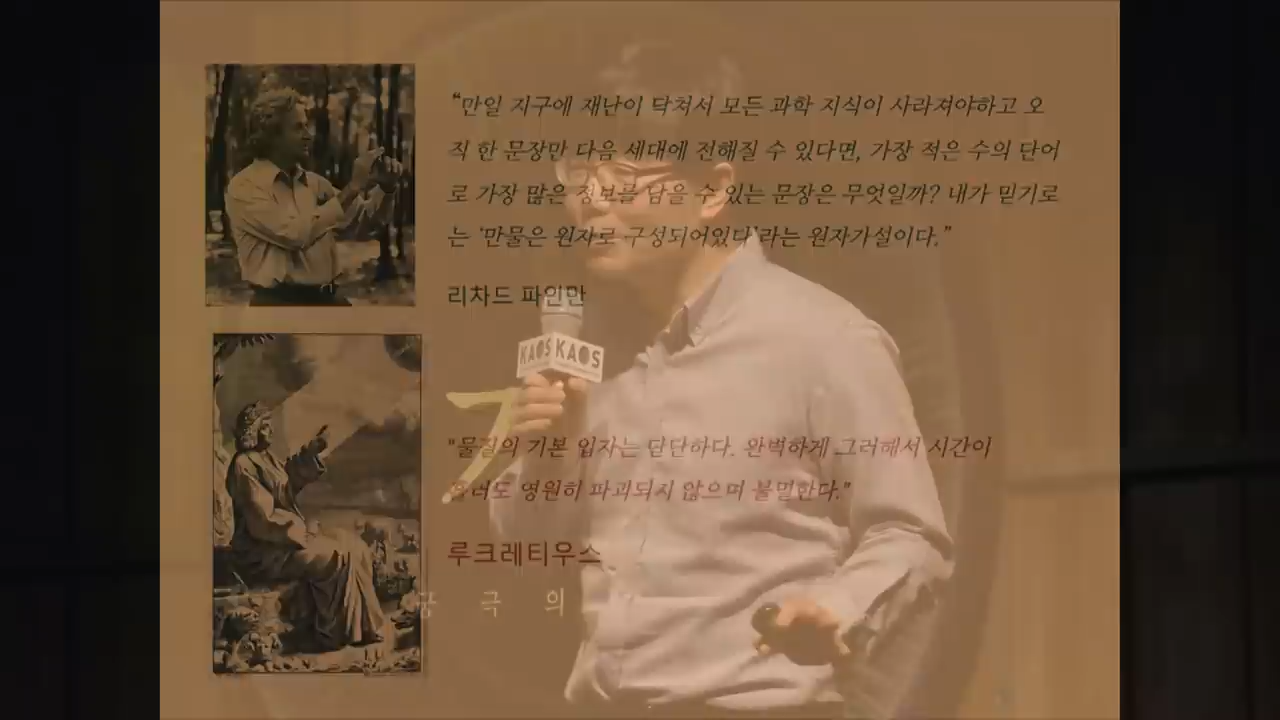 “만일 지구에 재난이 닥쳐서 모든 과학 지식이 사라져야하고 오
직 한 문장만 다음 세대에 전해질 수 있다면, 가장 적은 수의 단어
로 가장 많은 정보를 담을 수 있는 문장은 무엇일까? 내가 믿기로
는 '만물은 원자로 구성되어있다'라는 원자가설이다.”
리차드 파인만
KAOS KAOS
"물질의 기본 입자는 단단하다. 완벽하게 그러해서 시간이
영원히 파괴되지 않으며 불멸한다."
루크레티우스
극 의